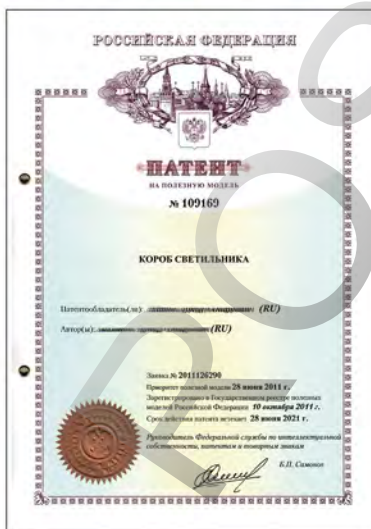 РОССИЙСКАЯ ФЕДЕРАЦИЯ
ПАТЕНТ
НА ПОЛЕЗНУЮ МОДЕЛЬ
№ 109169
КОРОБ СВЕТИЛЬНИКА
Патентообладатель(ли): (RU)
Автор(ы): (RU)
Заявка № 2011126290
Приоритет полезной модели 28 июня 2011 г.
Зарегистрировано в Государственном реестре полезных
моделей Российской Федерации 10 октября 2011 г.
Срок действия патента истекает 28 июня 2021 г.
Руководитель Федеральной службы по интеллектуальной
собственности, патентам и товарным знакам
Б.П. Симонов